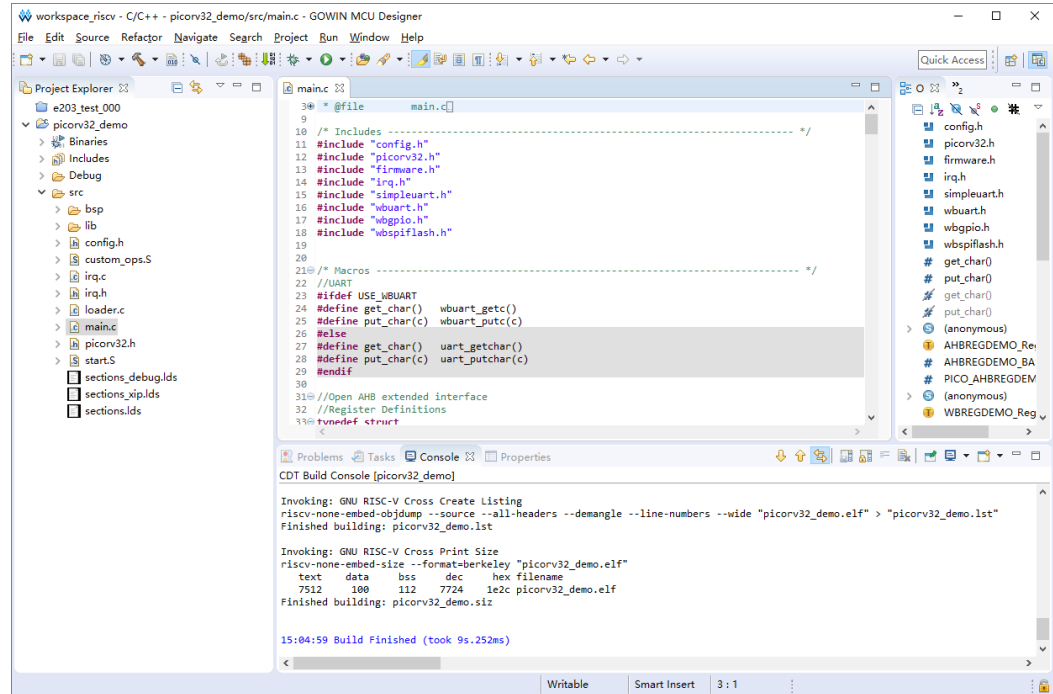 workspace_riscv - C/C++ - picorv32_demo/src/main.c - GOWIN MCU Designer
File Edit Source Refactor Navigate Search Project Run Window Help
Quick Access
Project Explorer
e203_test_000
picorv32_demo
Binaries
Includes
Debug
src
bsp
lib
config.h
custom_ops.S
irq.c
irq.h
loader.c
main.c
picorv32.h
start.S
sections_debug.lds
sections_xip.lds
sections.lds
main.c
3 * @file main.c
9
10 /* Includes ------------------------------------------------------------------ */
11 #include "config.h"
12 #include "picorv32.h"
13 #include "firmware.h"
14 #include "irq.h"
15 #include "simpleuart.h"
16 #include "wbuart.h"
17 #include "wbgpio.h"
18 #include "wbspiflash.h"
19
20
21 /* Macros -------------------------------------------------------------------- */
22 //UART
23 #ifdef USE_WBUART
24 #define get_char() wbuart_getc()
25 #define put_char(c) wbuart_putc(c)
26 #else
27 #define get_char() uart_getchar()
28 #define put_char(c) uart_putchar(c)
29 #endif
30
31 //Open AHB extended interface
32 //Register Definitions
33 typedef struct
O
2
config.h
picorv32.h
firmware.h
irq.h
simpleuart.h
wbuart.h
wbgpio.h
wbspiflash.h
get_char()
put_char()
get_char()
put_char()
(anonymous)
AHBREGDEMO_Re
AHBREGDEMO_BA
PICO_AHBREGDEM
(anonymous)
WBREGDEMO_Reg
Problems Tasks Console Properties
CDT Build Console [picorv32_demo]
Invoking: GNU RISC-V Cross Create Listing
riscv-none-embed-objdump --source --all-headers --demangle --line-numbers --wide "picorv32_demo.elf" > "picorv32_demo.lst"
Finished building: picorv32_demo.lst
Invoking: GNU RISC-V Cross Print Size
riscv-none-embed-size --format=berkeley "picorv32_demo.elf"
text data bss dec hex filename
7512 100 112 7724 1e2c picorv32_demo.elf
Finished building: picorv32_demo.siz
15:04:59 Build Finished (took 9s.252ms)
Writable Smart Insert 3 : 1